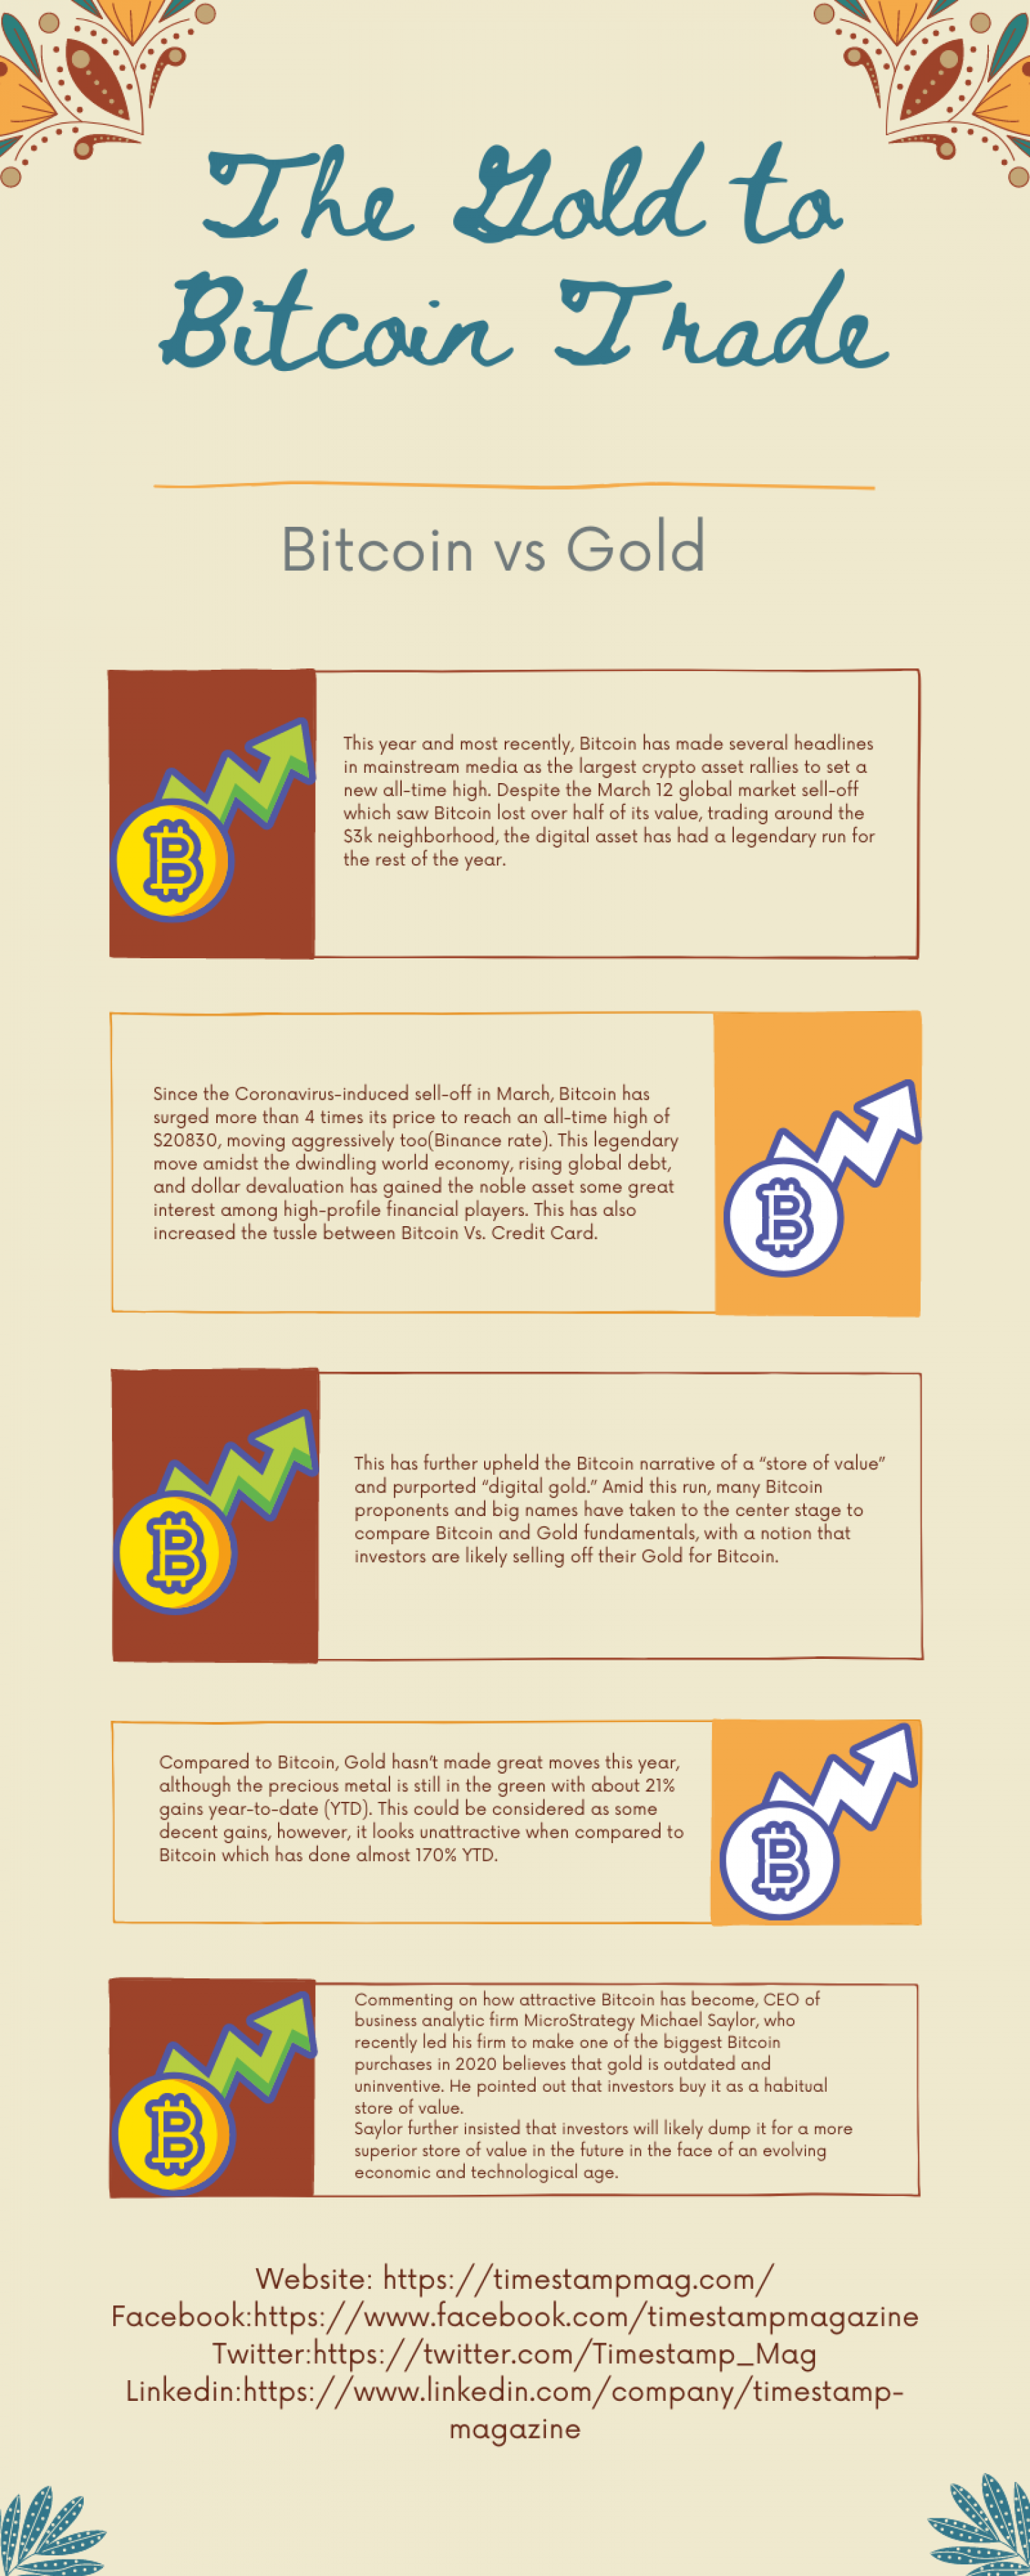 The Gold to
Bitcoin Trade
Bitcoin vs Gold
This year and most recently, Bitcoin has made several headlines
in mainstream media as the largest crypto asset rallies to set a
new all-time high. Despite the March 12 global market sell-off
which saw Bitcoin lost over half of its value, trading around the
$3k neighborhood, the digital asset has had a legendary run for
the rest of the year.
Since the Coronavirus-induced sell-off in March, Bitcoin has
surged more than 4 times its price to reach an all-time high of
$20830, moving aggressively too(Binance rate). This legendary
move amidst the dwindling world economy, rising global debt,
and dollar devaluation has gained the noble asset some great
interest among high-profile financial players. This has also
increased the tussle between Bitcoin Vs. Credit Card.
This has further upheld the Bitcoin narrative of a “store of value”
and purported “digital gold.” Amid this run, many Bitcoin
proponents and big names have taken to the center stage to
compare Bitcoin and Gold fundamentals, with a notion that
investors are likely selling off their Gold for Bitcoin.
Compared to Bitcoin, Gold hasn’t made great moves this year,
although the precious metal is still in the green with about 21%
gains year-to-date (YTD). This could be considered as some
decent gains, however, it looks unattractive when compared to
Bitcoin which has done almost 170% YTD.
Commenting on how attractive Bitcoin has become, CEO of
business analytic firm MicroStrategy Michael Saylor, who
recently led his firm to make one of the biggest Bitcoin
purchases in 2020 believes that gold is outdated and
uninventive. He pointed out that investors buy it as a habitual
store of value.
Saylor further insisted that investors will likely dump it for a more
superior store of value in the future in the face of an evolving
economic and technological age.
Website: https://timestampmag.com/
Facebook:https://www.facebook.com/timestampmagazine
Twitter:https://twitter.com/Timestamp_Mag
Linkedin:https://www.linkedin.com/company/timestamp-
magazine